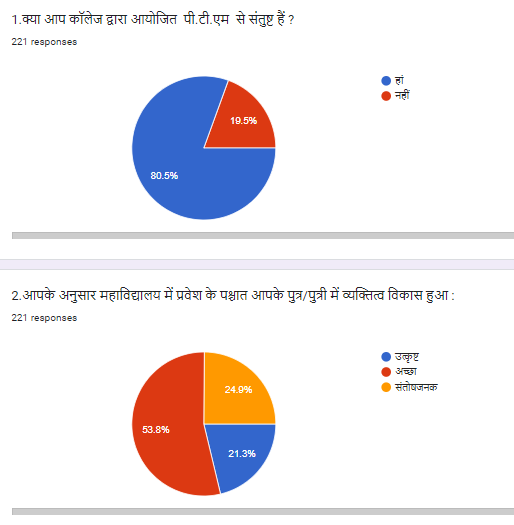 1.क्या आप कॉलेज द्वारा आयोजित पी.टी.एम से संतुष्ट हैं ?
221 responses
हां
नहीं
19.5%
80.5%
2.आपके अनुसार महाविद्यालय में प्रवेश के पश्चात आपके पुत्र/पुत्री में व्यक्तित्व विकास हुआ :
221 responses
उत्कृष्ट
अच्छा
संतोषजनक
24.9%
53.8%
21.3%